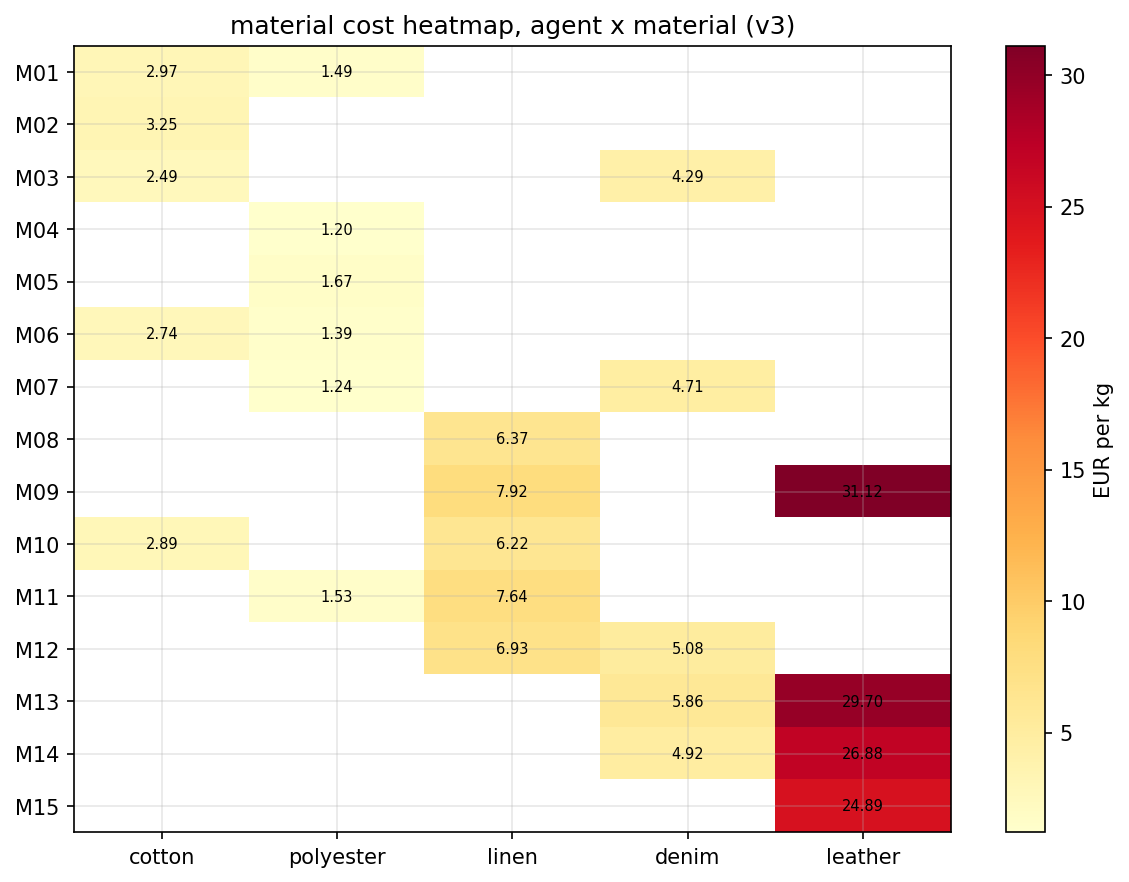 material cost heatmap, agent x material (v3)
M01 2.97 1.49
M02 3.25
M03 2.49 4.29
M04 1.20
M05 1.67
M06 2.74 1.39
M07 1.24 4.71
M08 6.37
M09 7.92 31.12
M10 2.89 6.22
M11 1.53 7.64
M12 6.93 5.08
M13 5.86 29.70
M14 4.92 26.88
M15 24.89
cotton polyester linen denim leather
30
25
20
15
10
5
EUR per kg